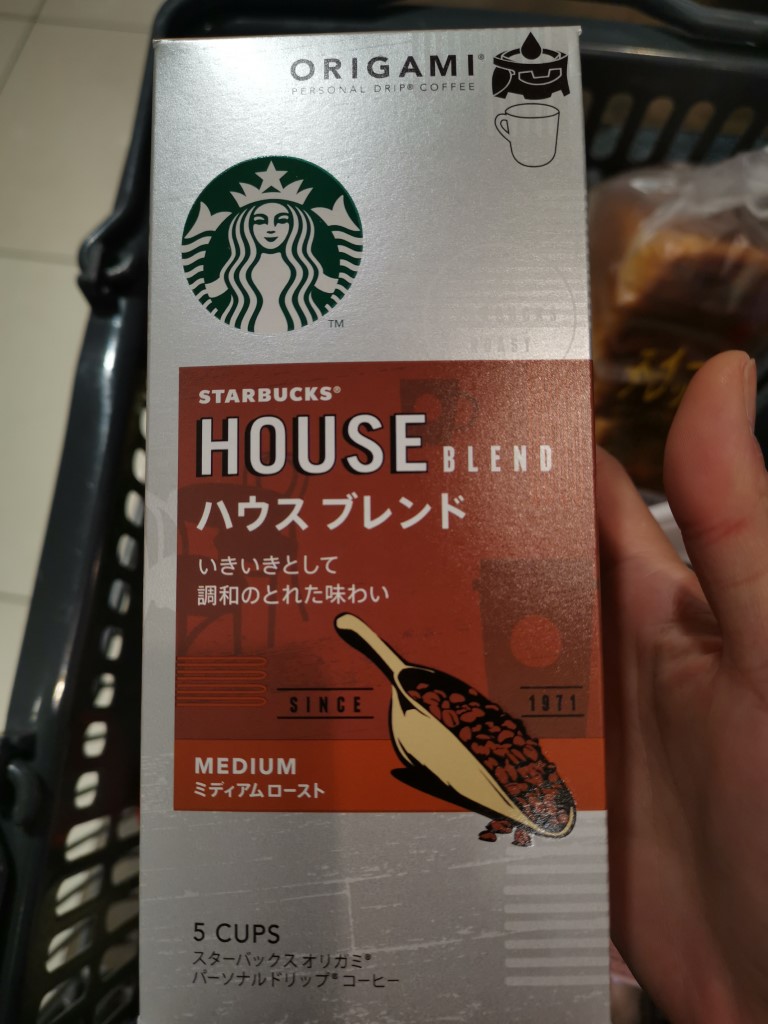 ORIGAMI®
PERSONAL DRIP® COFFEE
TM
ROAST
STARBUCKS®
HOUSE BLEND
ハウス ブレンド
いきいきとして
調和のとれた味わい
SINCE 1971
MEDIUM
ミディアム ロースト
5 CUPS
スターバックス オリガミ®
パーソナルドリップ® コーヒー